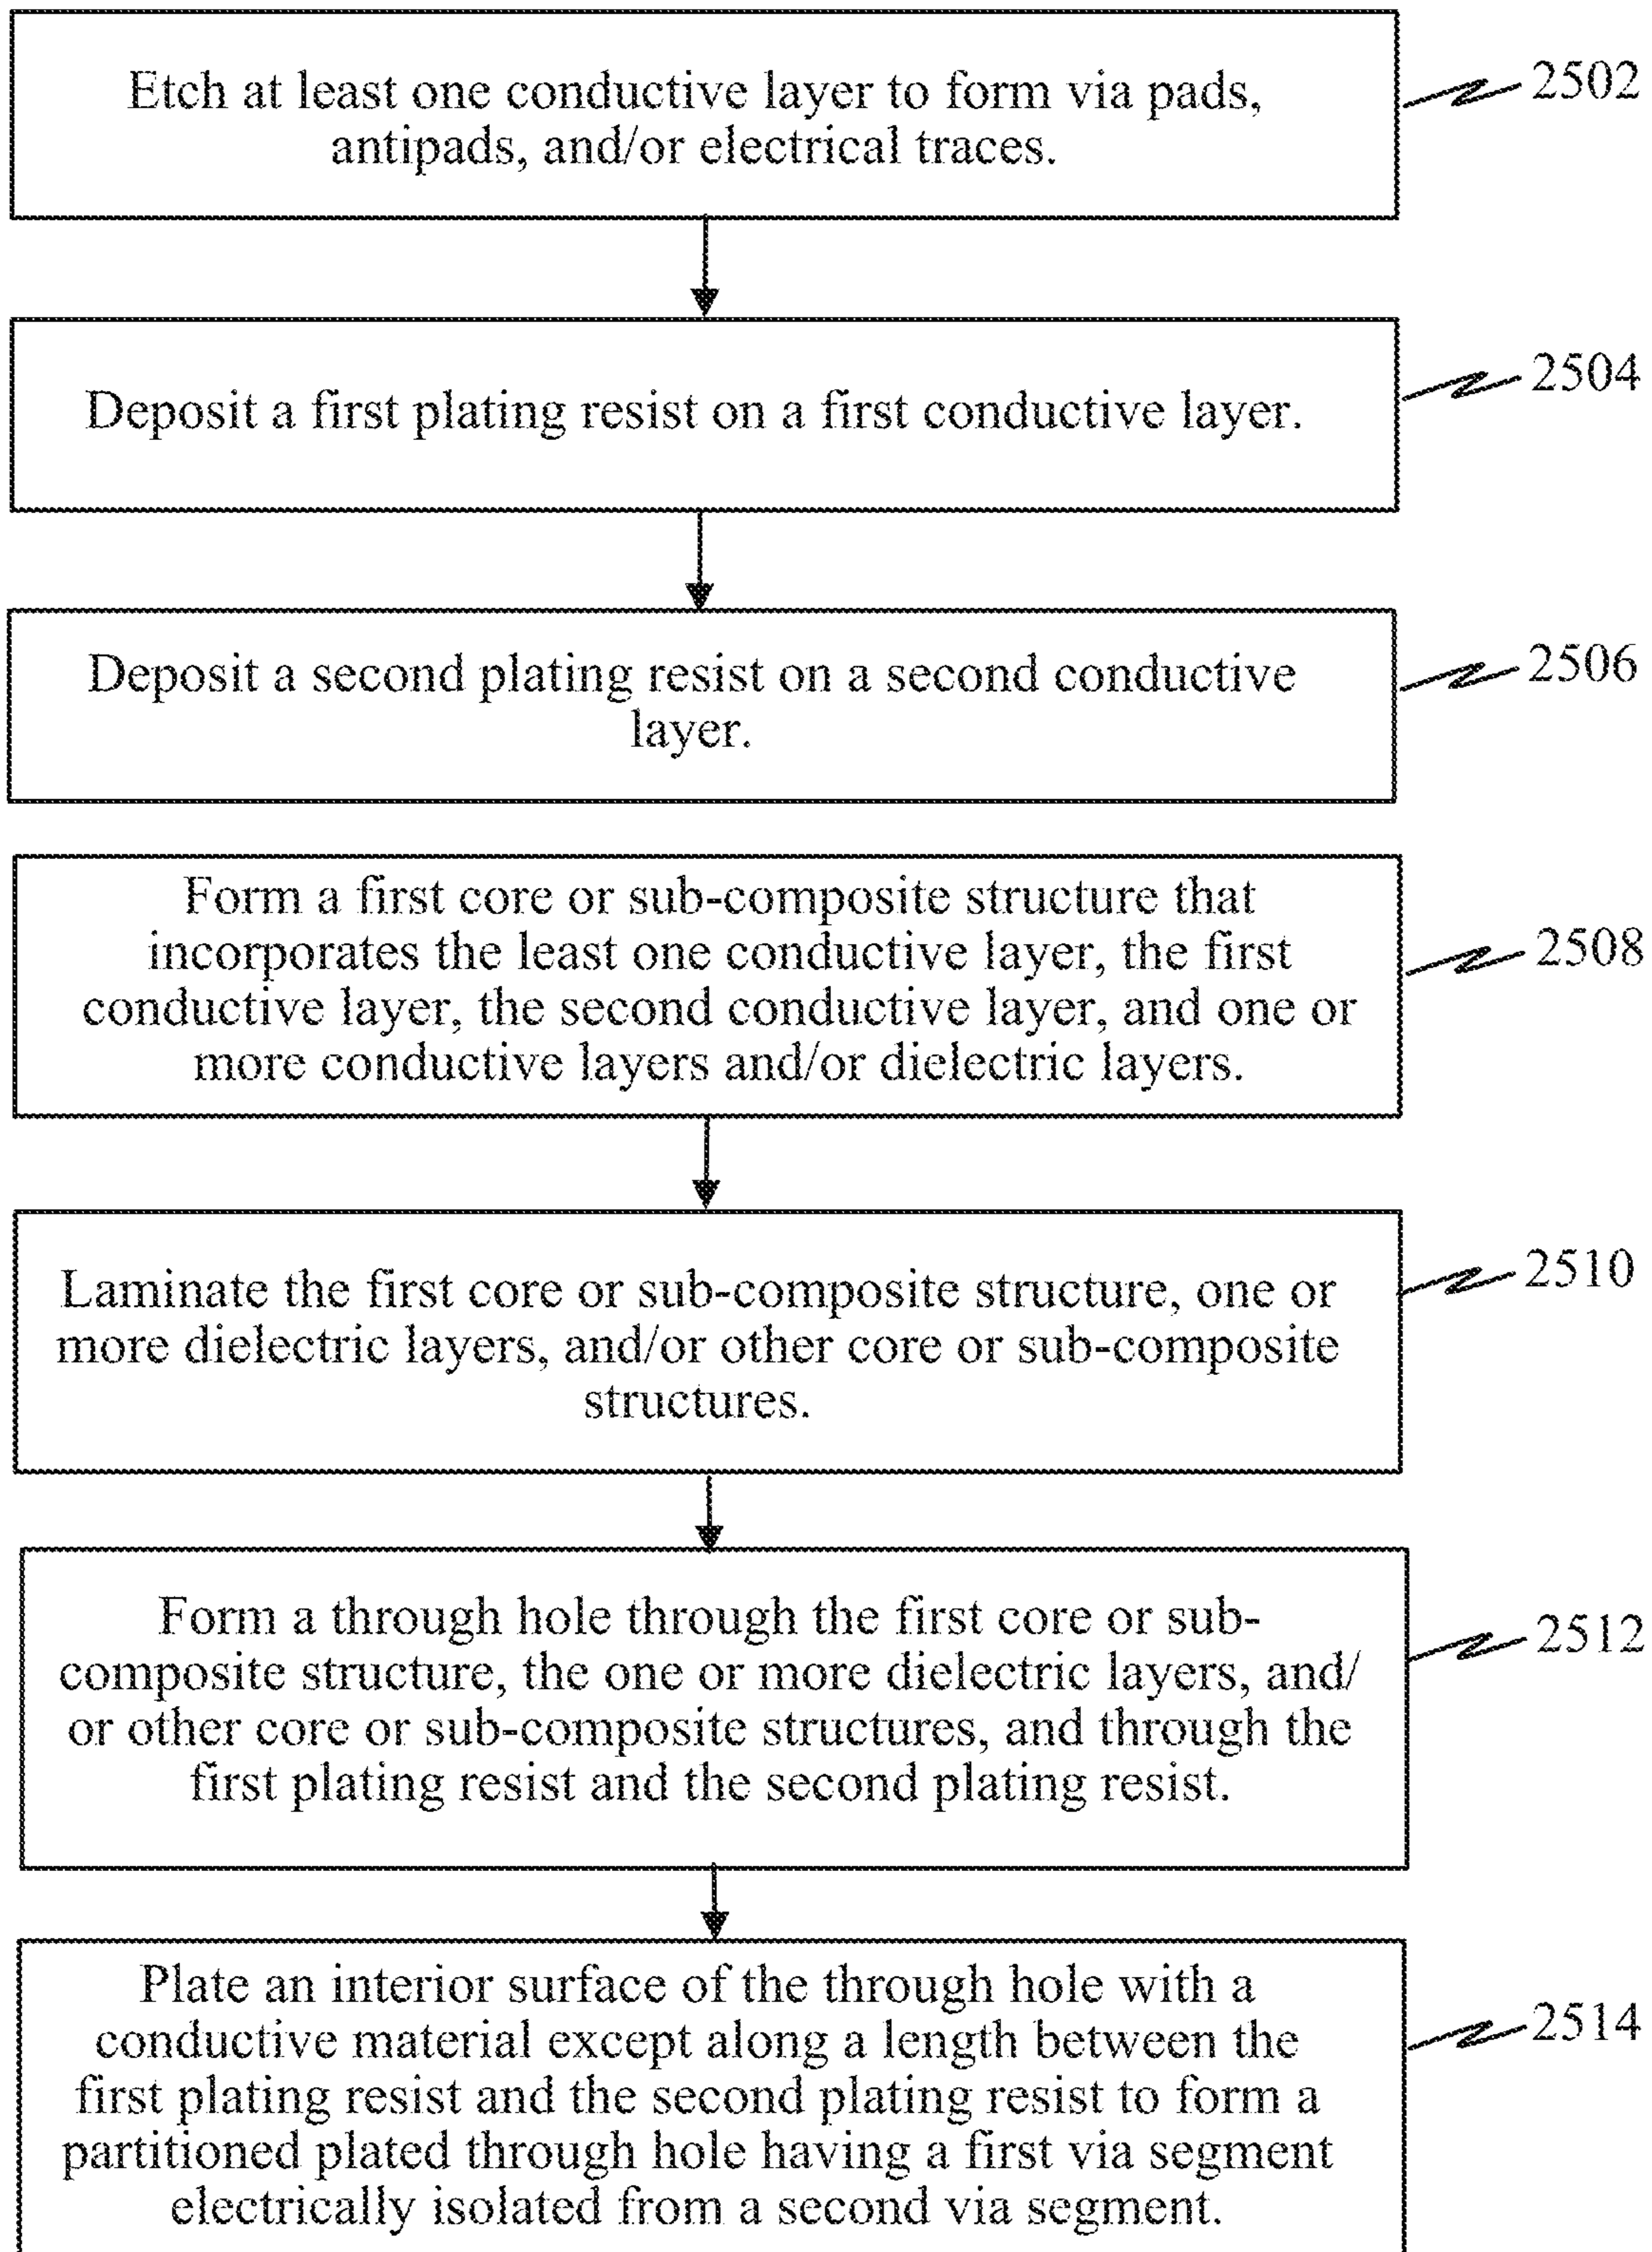 Etch at least one conductive layer to form via pads,
antipads, and/or electrical traces.
2502
Deposit a first plating resist on a first conductive layer.
2504
Deposit a second plating resist on a second conductive
layer.
2506
Form a first core or sub-composite structure that
incorporates the least one conductive layer, the first
conductive layer, the second conductive layer, and one or
more conductive layers and/or dielectric layers.
2508
Laminate the first core or sub-composite structure, one or
more dielectric layers, and/or other core or sub-composite
structures.
2510
Form a through hole through the first core or sub-
composite structure, the one or more dielectric layers, and/
or other core or sub-composite structures, and through the
first plating resist and the second plating resist.
2512
Plate an interior surface of the through hole with a
conductive material except along a length between the
first plating resist and the second plating resist to form a
partitioned plated through hole having a first via segment
electrically isolated from a second via segment.
2514